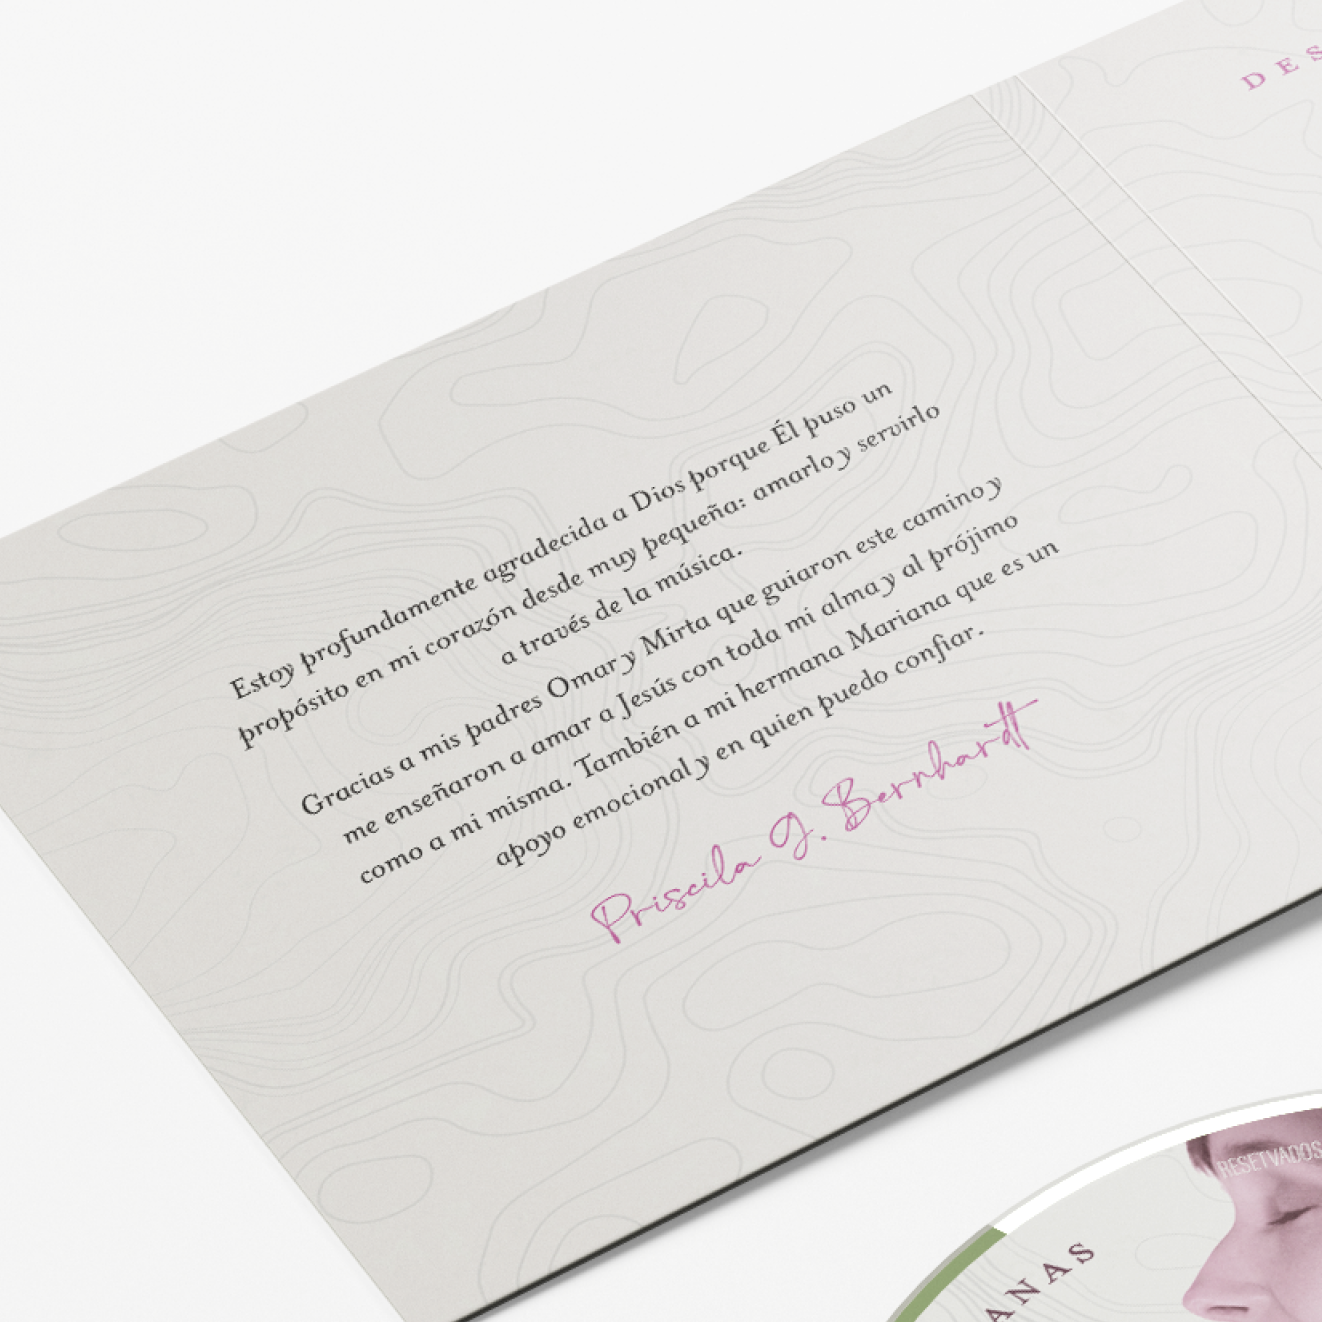 DES
Estoy profundamente agradecida a Dios porque Él puso un
propósito en mi corazón desde muy pequeña: amarlo y servirlo
a través de la música.
Gracias a mis padres Omar y Mirta que guiaron este camino y
me enseñaron a amar a Jesús con toda mi alma y al prójimo
como a mi misma. También a mi hermana Mariana que es un
apoyo emocional y en quien puedo confiar.
Priscila G. Bernhardt
RESETVADOS
ANAS